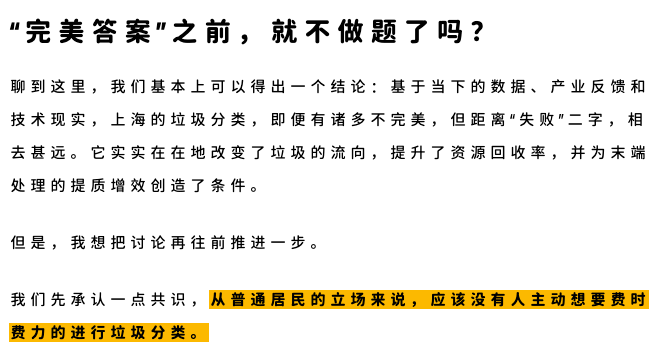 “完美答案”之前，就不做题了吗？
聊到这里，我们基本上可以得出一个结论：基于当下的数据、产业反馈和
技术现实，上海的垃圾分类，即便有诸多不完美，但距离“失败”二字，相
去甚远。它实实在在地改变了垃圾的流向，提升了资源回收率，并为末端
处理的提质增效创造了条件。
但是，我想把讨论再往前推进一步。
我们先承认一点共识，从普通居民的立场来说，应该没有人主动想要费时
费力的进行垃圾分类。